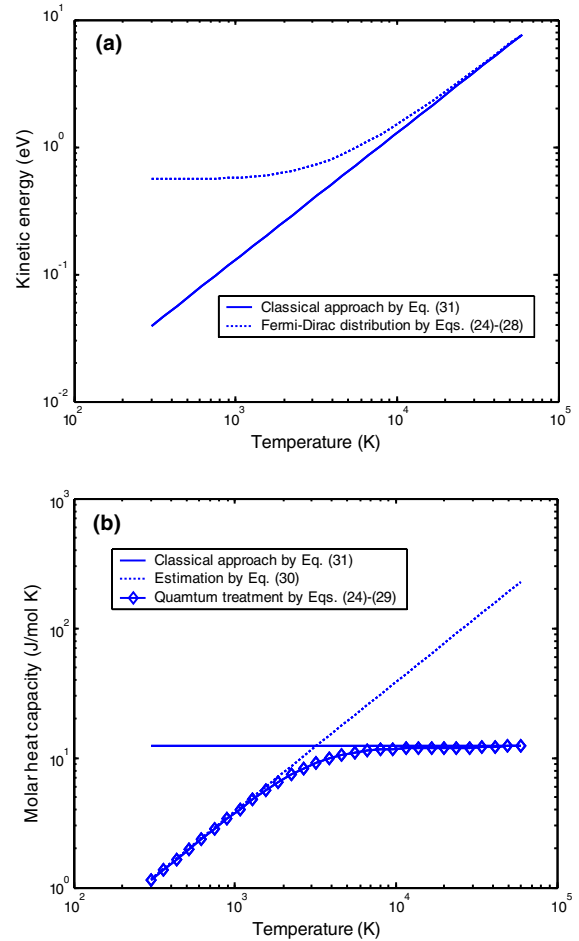 (a)
10^1
10^0
10^-1
10^-2
Kinetic energy (eV)
Classical approach by Eq. (31)
Fermi-Dirac distribution by Eqs. (24)-(28)
10^2 10^3 10^4 10^5
Temperature (K)
(b)
10^3
10^2
10^1
10^0
Molar heat capacity (J/mol K)
Classical approach by Eq. (31)
Estimation by Eq. (30)
Quamtum treatment by Eqs. (24)-(29)
10^2 10^3 10^4 10^5
Temperature (K)